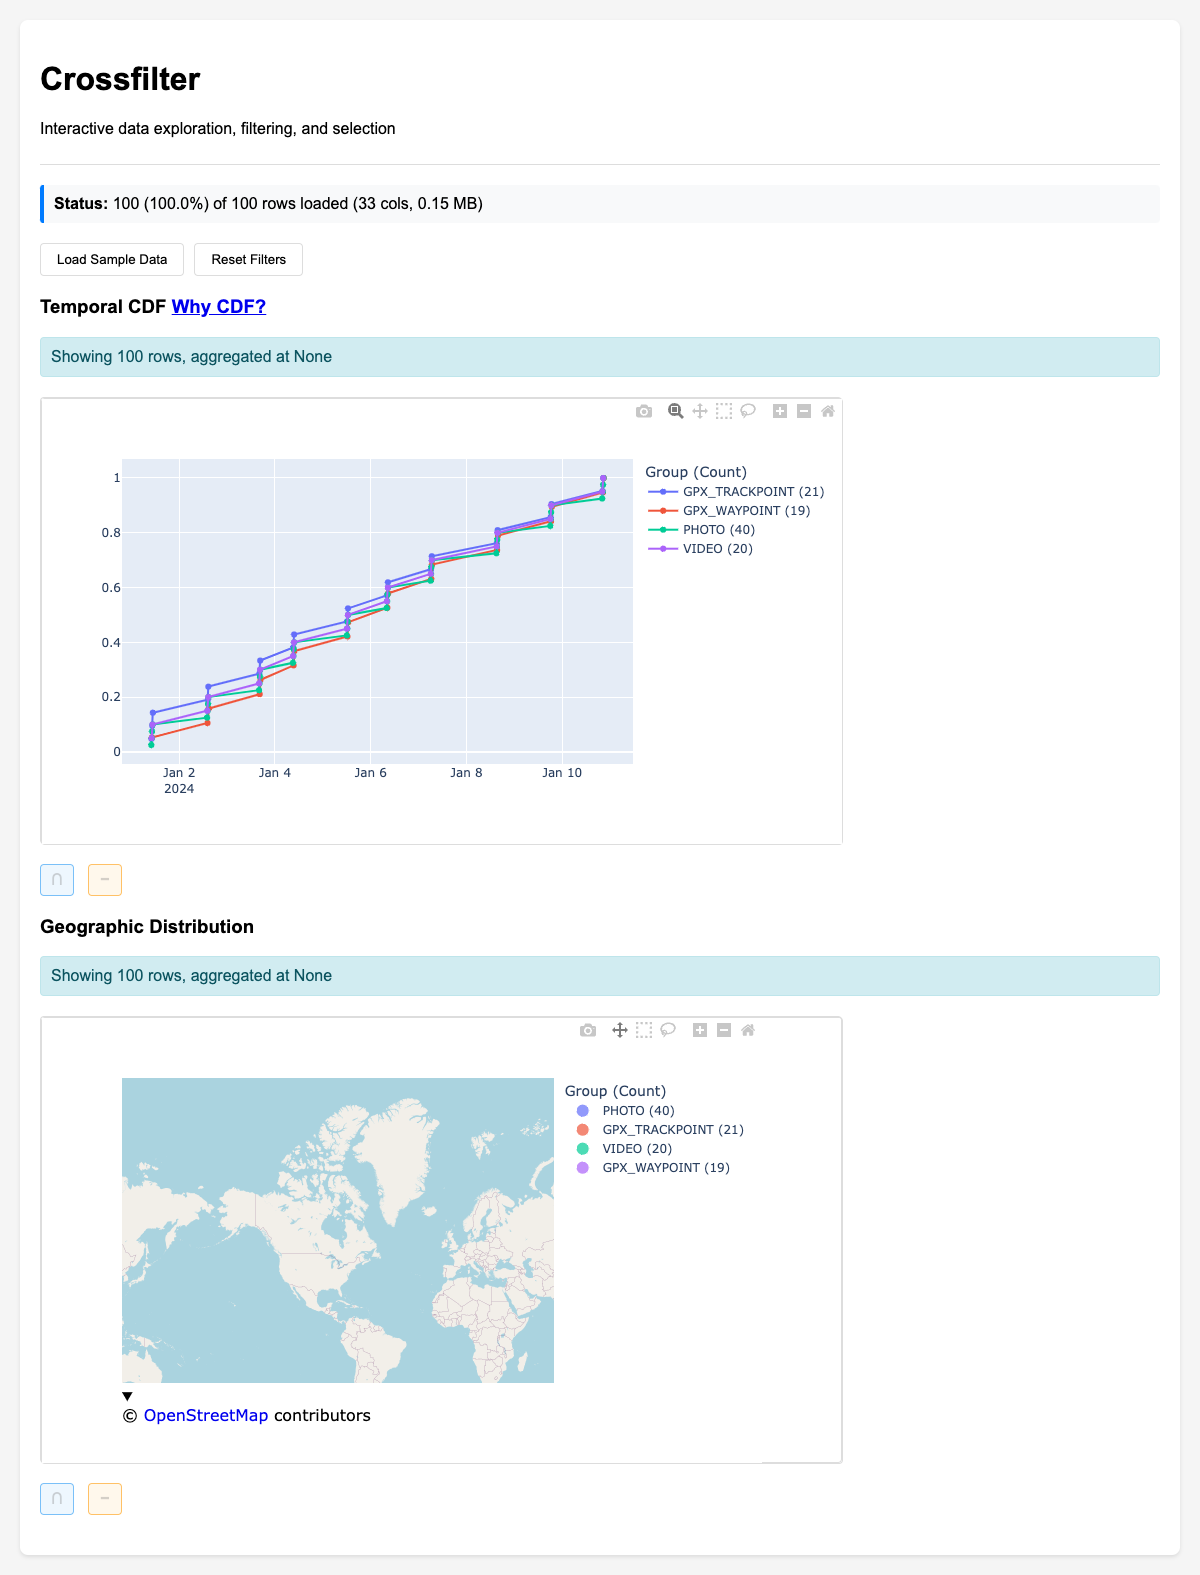 Crossfilter
Interactive data exploration, filtering, and selection
Status: 100 (100.0%) of 100 rows loaded (33 cols, 0.15 MB)
Load Sample Data Reset Filters
Temporal CDF Why CDF?
Showing 100 rows, aggregated at None
Group (Count)
GPX_TRACKPOINT (21)
GPX_WAYPOINT (19)
PHOTO (40)
VIDEO (20)
1
0.8
0.6
0.4
0.2
0
Jan 2 Jan 4 Jan 6 Jan 8 Jan 10
2024
∩ −
Geographic Distribution
Showing 100 rows, aggregated at None
Group (Count)
PHOTO (40)
GPX_TRACKPOINT (21)
VIDEO (20)
GPX_WAYPOINT (19)
© OpenStreetMap contributors
∩ −